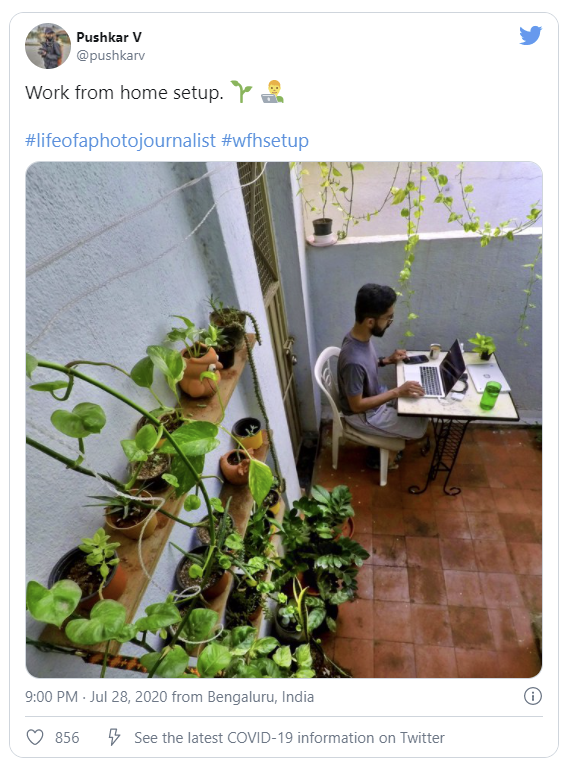 Pushkar V
@pushkarv
Work from home setup. 🌱 👨‍💻
#lifeofaphotojournalist #wfhsetup
9:00 PM · Jul 28, 2020 from Bengaluru, India
856
See the latest COVID-19 information on Twitter